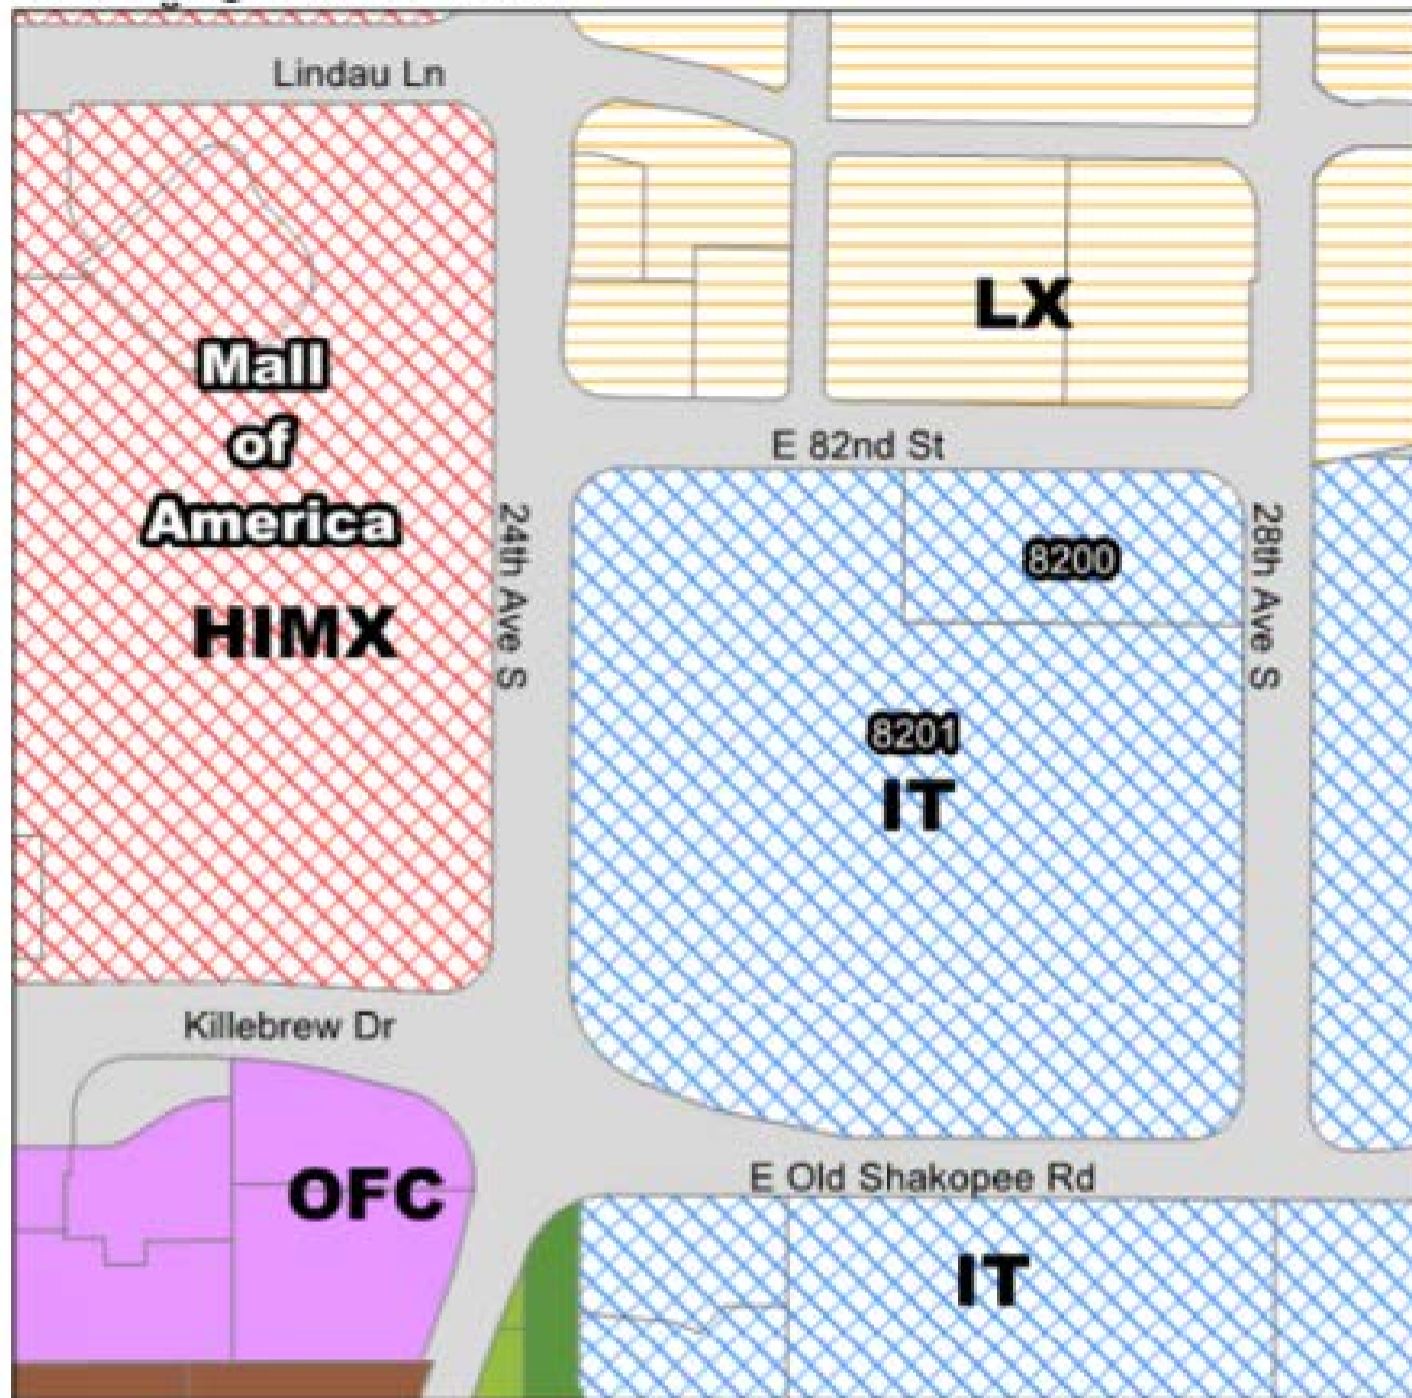 Lindau Ln
LX
Mall
of
America
E 82nd St
24th Ave S
28th Ave S
8200
HIMX
8201
IT
Killebrew Dr
OFC
E Old Shakopee Rd
IT